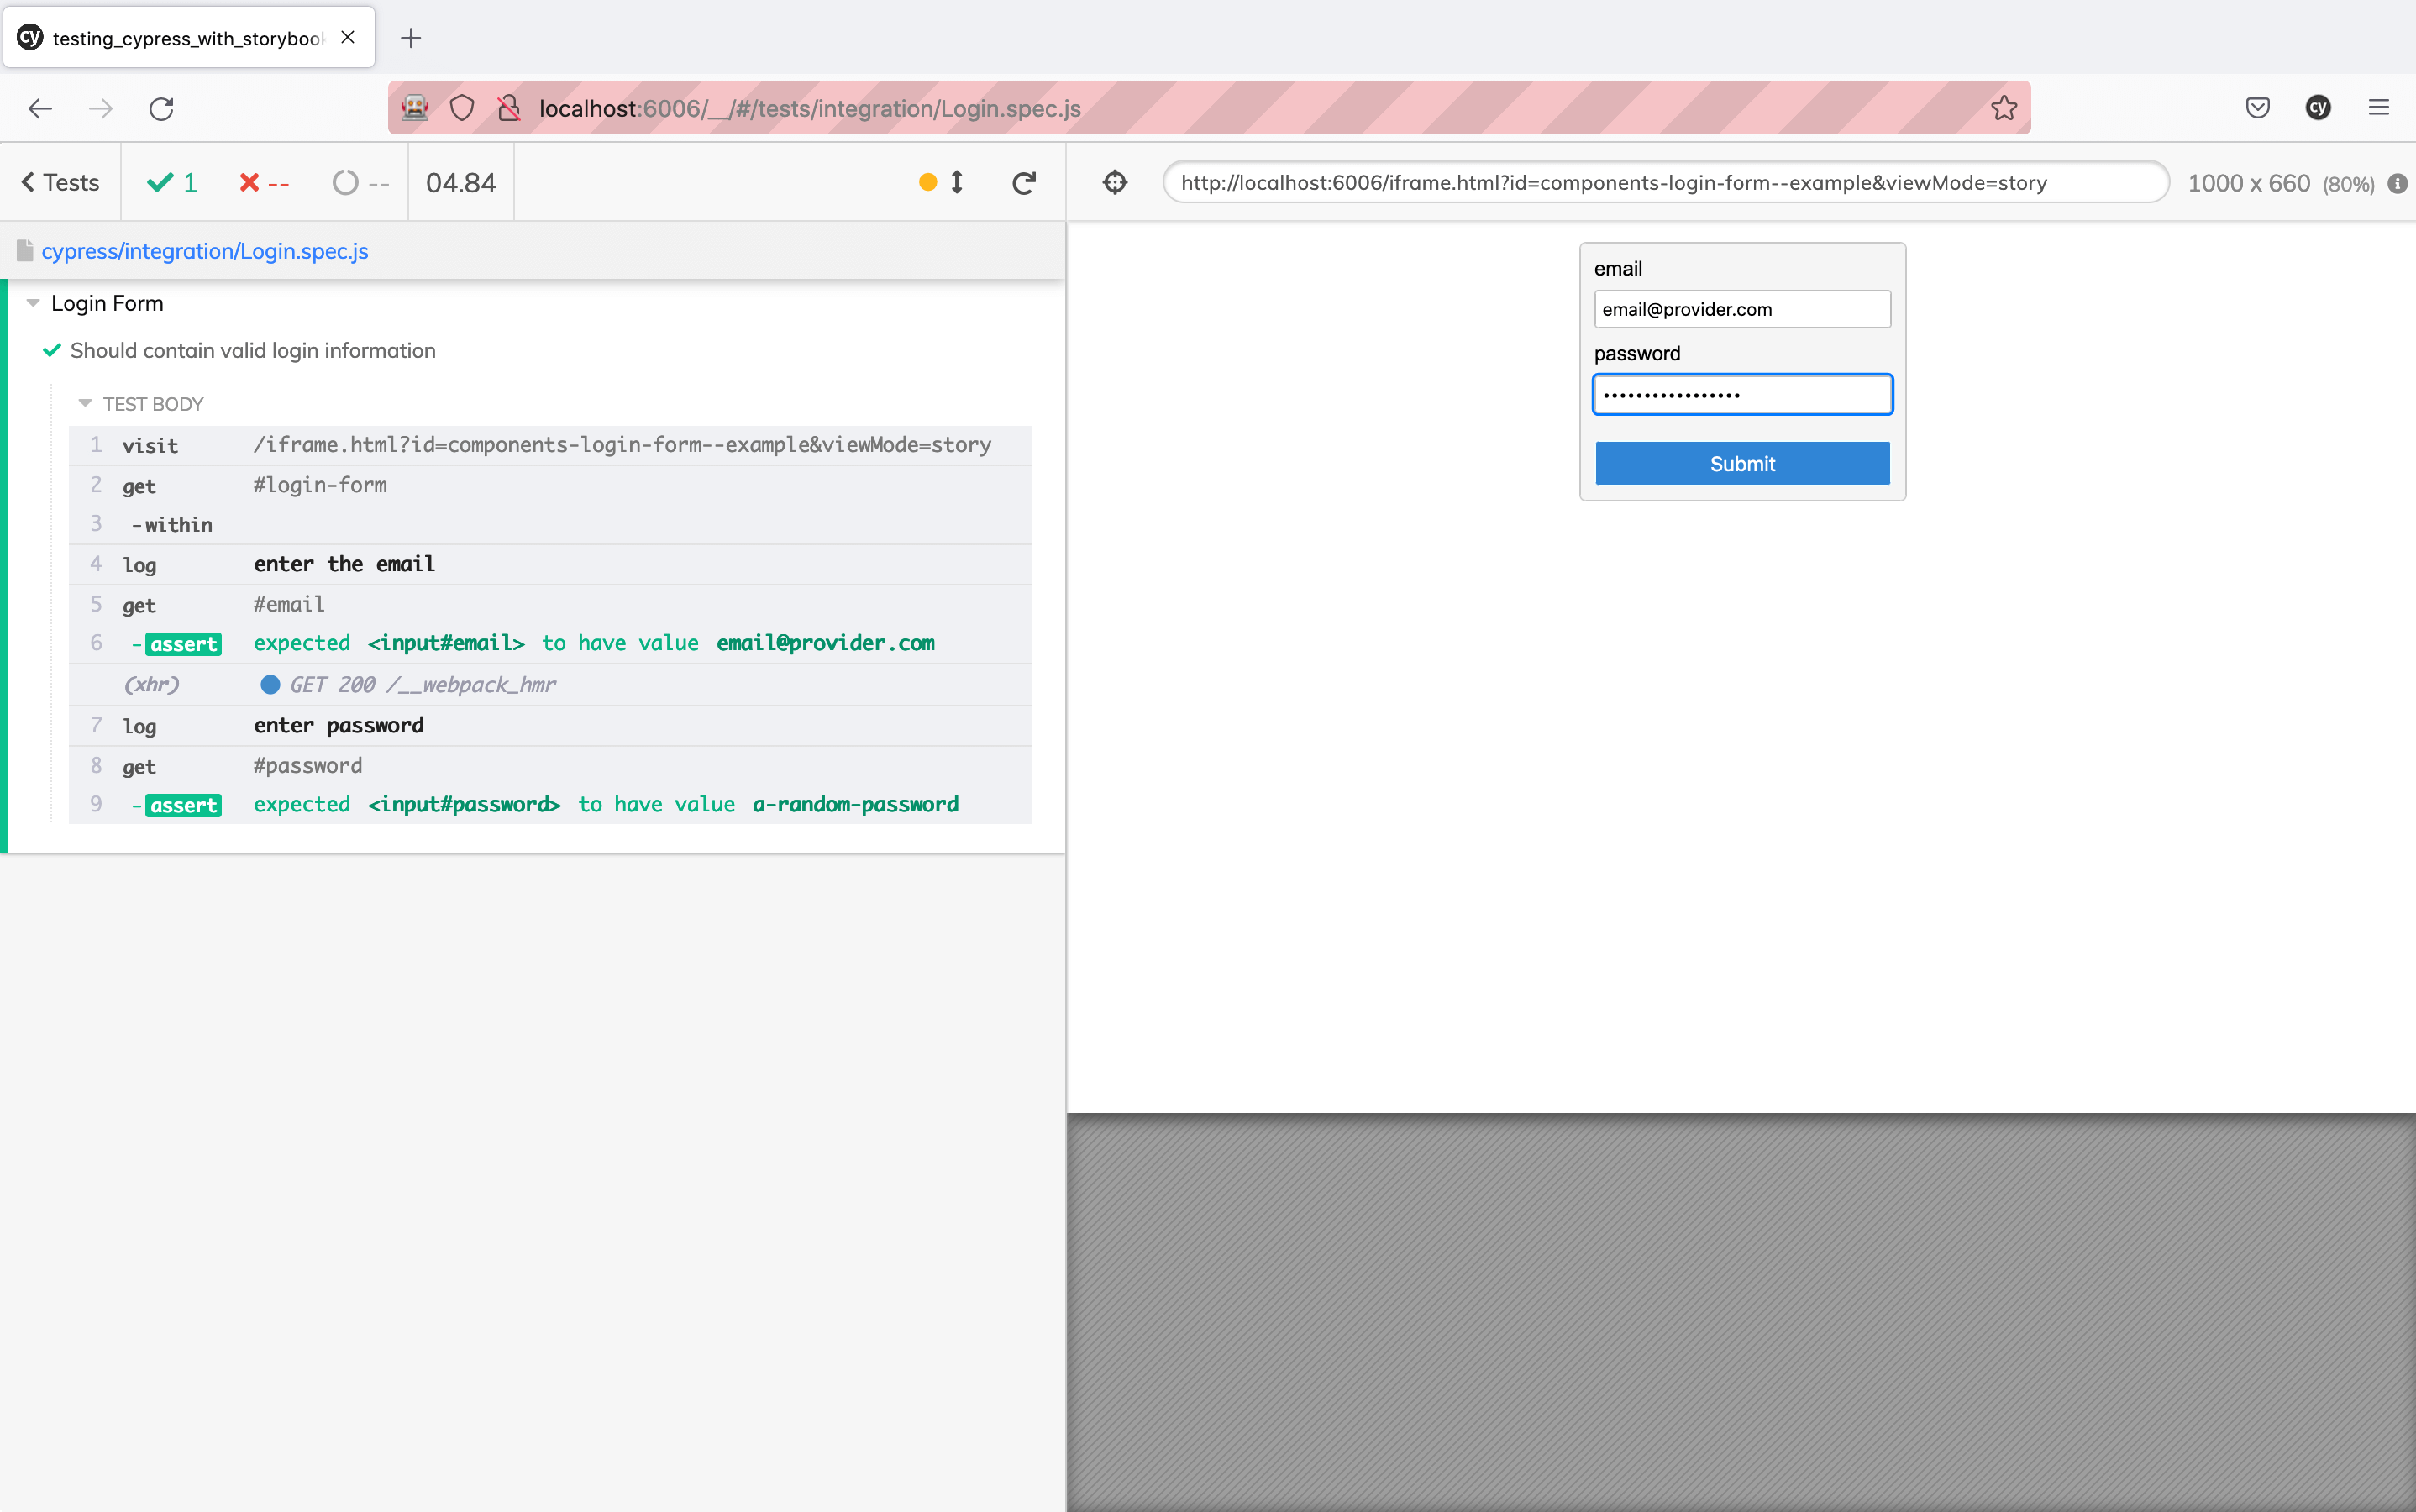 cy testing_cypress_with_storybook
localhost:6006/__/#/tests/integration/Login.spec.js
cy
Tests 1 -- -- 04.84
http://localhost:6006/iframe.html?id=components-login-form--example&viewMode=story 1000 x 660 (80%)
cypress/integration/Login.spec.js
Login Form
Should contain valid login information
TEST BODY
1 visit /iframe.html?id=components-login-form--example&viewMode=story
2 get #login-form
3 -within
4 log enter the email
5 get #email
6 -assert expected <input#email> to have value email@provider.com
(xhr) GET 200 /__webpack_hmr
7 log enter password
8 get #password
9 -assert expected <input#password> to have value a-random-password
email
email@provider.com
password
•••••••••••••••••
Submit